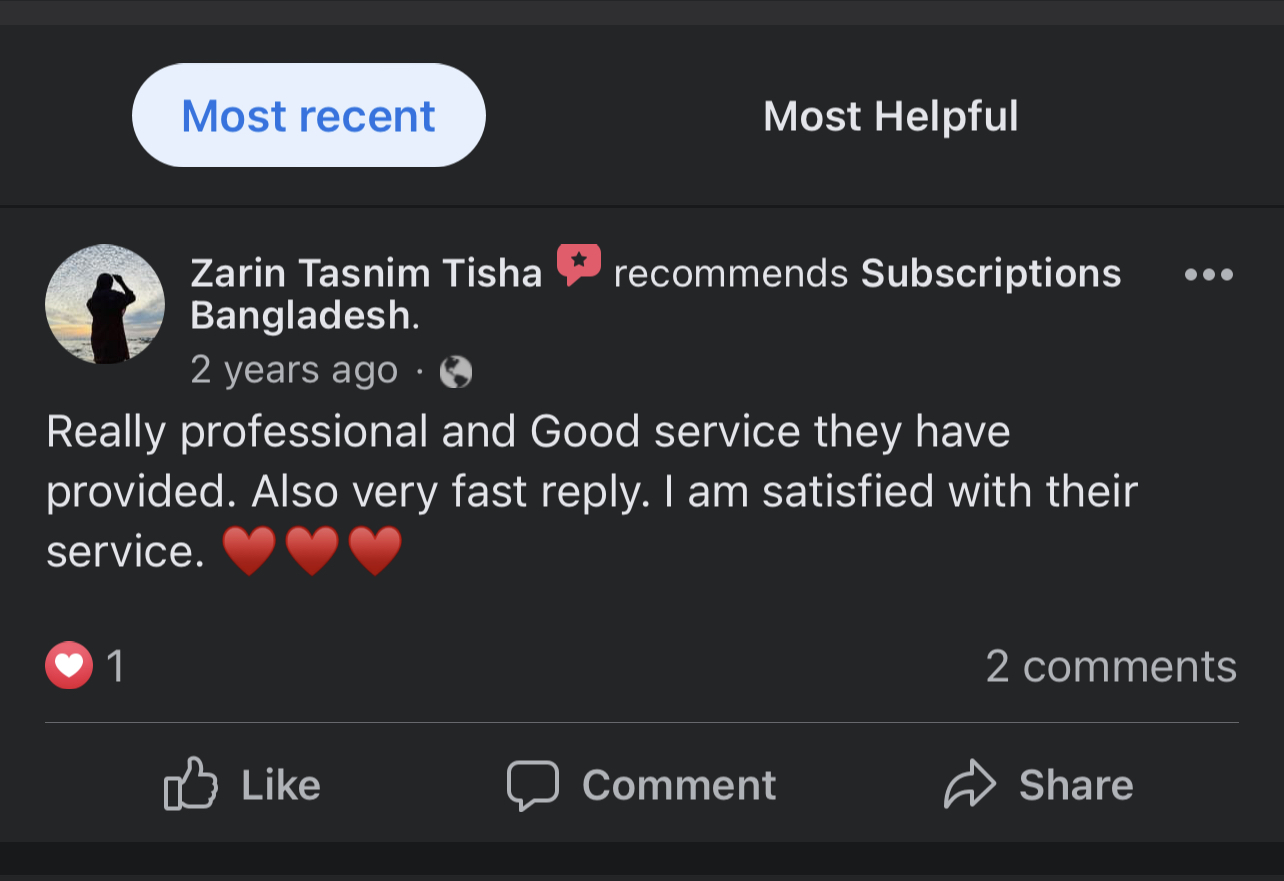 Most recent
Most Helpful
Zarin Tasnim Tisha recommends Subscriptions
Bangladesh.
2 years ago ·
Really professional and Good service they have
provided. Also very fast reply. I am satisfied with their
service. ❤️❤️❤️
1
2 comments
Like
Comment
Share